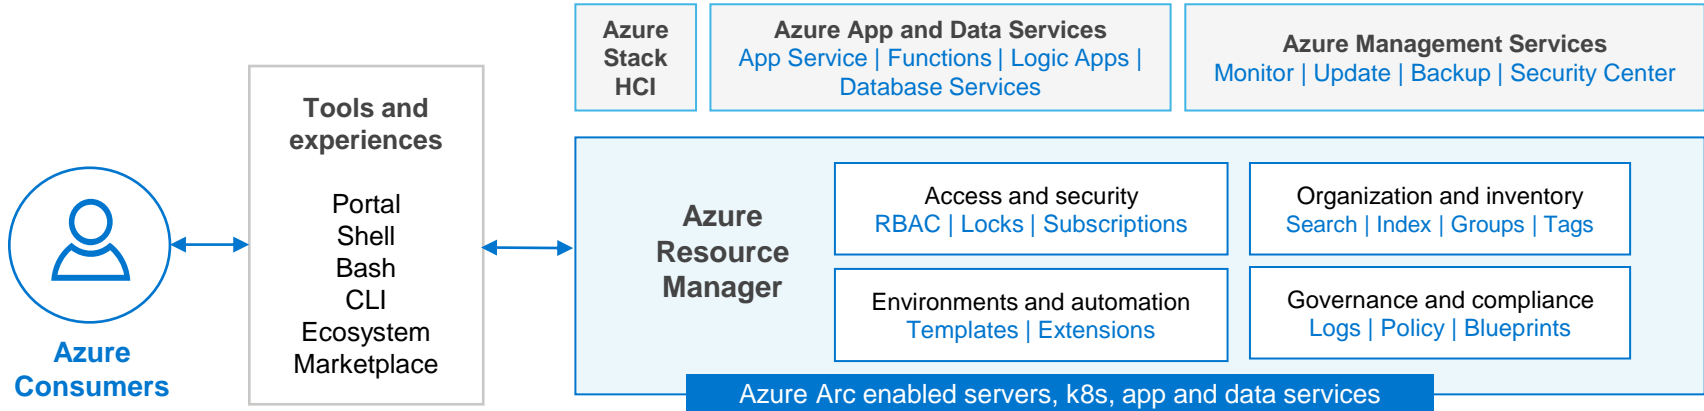 Azure
Consumers
Tools and
experiences
Portal
Shell
Bash
CLI
Ecosystem
Marketplace
Azure
Stack
HCI
Azure App and Data Services
App Service | Functions | Logic Apps |
Database Services
Azure Management Services
Monitor | Update | Backup | Security Center
Azure
Resource
Manager
Access and security
RBAC | Locks | Subscriptions
Organization and inventory
Search | Index | Groups | Tags
Environments and automation
Templates | Extensions
Governance and compliance
Logs | Policy | Blueprints
Azure Arc enabled servers, k8s, app and data services